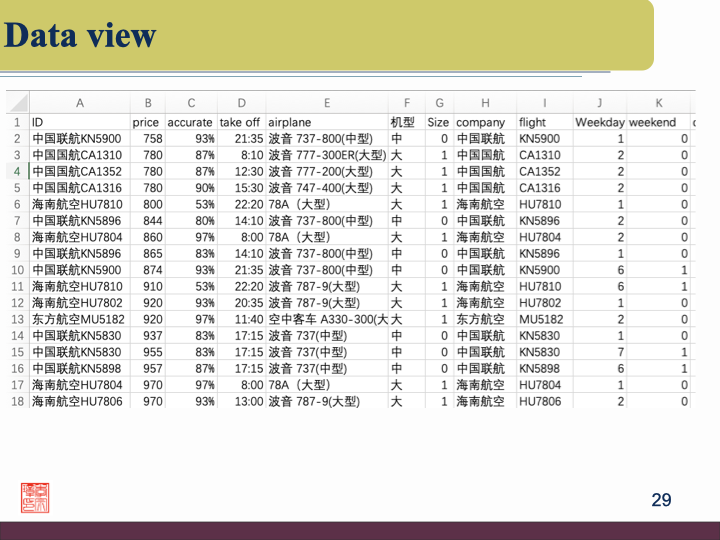 Data view
A B C D E F G H I J K
1 ID price accurate take off airplane 机型 Size company flight Weekday weekend
2 中国联航KN5900 758 93% 21:35 波音 737-800(中型) 中 0 中国联航 KN5900 1 0
3 中国国航CA1310 780 87% 8:10 波音 777-300ER(大型) 大 1 中国国航 CA1310 2 0
4 中国国航CA1352 780 87% 12:30 波音 777-200(大型) 大 1 中国国航 CA1352 2 0
5 中国国航CA1316 780 90% 15:30 波音 747-400(大型) 大 1 中国国航 CA1316 2 0
6 海南航空HU7810 800 53% 22:20 78A（大型） 大 1 海南航空 HU7810 1 0
7 中国联航KN5896 844 80% 14:10 波音 737-800(中型) 中 0 中国联航 KN5896 2 0
8 海南航空HU7804 860 97% 8:00 78A（大型） 大 1 海南航空 HU7804 2 0
9 中国联航KN5896 865 83% 14:10 波音 737-800(中型) 中 0 中国联航 KN5896 1 0
10 中国联航KN5900 874 93% 21:35 波音 737-800(中型) 中 0 中国联航 KN5900 6 1
11 海南航空HU7810 910 53% 22:20 波音 787-9(大型) 大 1 海南航空 HU7810 6 1
12 海南航空HU7802 920 93% 20:35 波音 787-9(大型) 大 1 海南航空 HU7802 1 0
13 东方航空MU5182 920 97% 11:40 空中客车 A330-300(大 大 1 东方航空 MU5182 2 0
14 中国联航KN5830 937 83% 17:15 波音 737(中型) 中 0 中国联航 KN5830 1 0
15 中国联航KN5830 955 83% 17:15 波音 737(中型) 中 0 中国联航 KN5830 7 1
16 中国联航KN5898 957 87% 17:15 波音 737(中型) 中 0 中国联航 KN5898 6 1
17 海南航空HU7804 970 97% 8:00 78A（大型） 大 1 海南航空 HU7804 1 0
18 海南航空HU7806 970 93% 13:00 波音 787-9(大型) 大 1 海南航空 HU7806 2 0
29